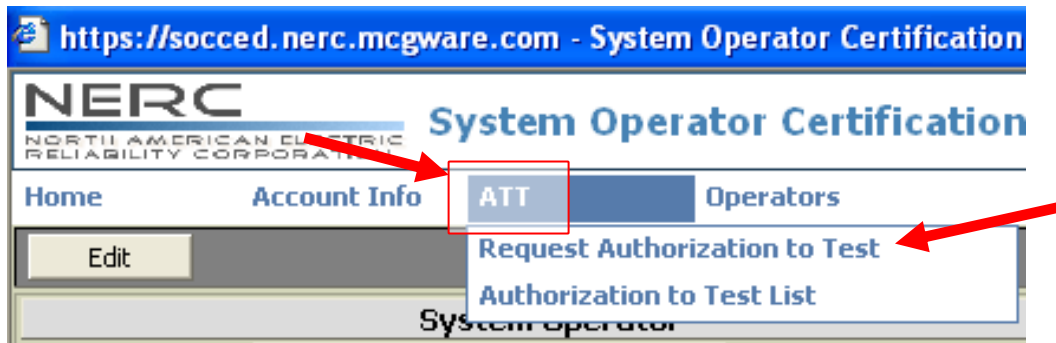 https://socced.nerc.mcgware.com - System Operator Certification
NERC
NORTH AMERICAN ELECTRIC
RELIABILITY CORPORATION
System Operator Certification
Home Account Info ATT Operators
Edit
Request Authorization to Test
Authorization to Test List
System Operator